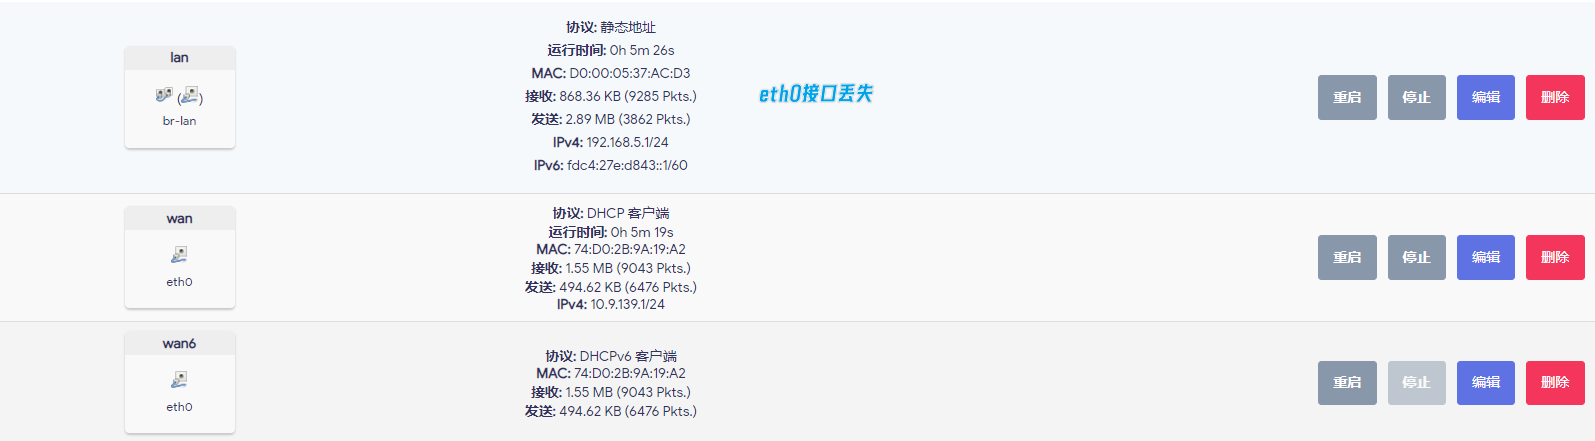 lan
br-lan
协议: 静态地址
运行时间: 0h 5m 26s
MAC: D0:00:05:37:AC:D3
接收: 868.36 KB (9285 Pkts.)
发送: 2.89 MB (3862 Pkts.)
IPv4: 192.168.5.1/24
IPv6: fdc4:27e:d843::1/60
eth0接口丢失
重启 停止 编辑 删除
wan
eth0
协议: DHCP 客户端
运行时间: 0h 5m 19s
MAC: 74:D0:2B:9A:19:A2
接收: 1.55 MB (9043 Pkts.)
发送: 494.62 KB (6476 Pkts.)
IPv4: 10.9.139.1/24
重启 停止 编辑 删除
wan6
eth0
协议: DHCPv6 客户端
MAC: 74:D0:2B:9A:19:A2
接收: 1.55 MB (9043 Pkts.)
发送: 494.62 KB (6476 Pkts.)
重启 停止 编辑 删除